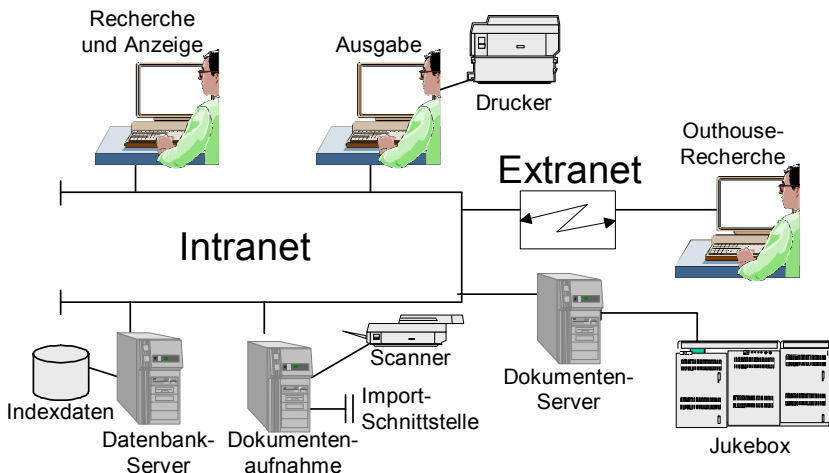 Recherche
und Anzeige
Ausgabe
Drucker
Outhouse-
Recherche
Extranet
Intranet
Scanner
Indexdaten
Import-
Schnittstelle
Dokumenten-
Server
Datenbank-
Server
Dokumenten-
aufnahme
Jukebox